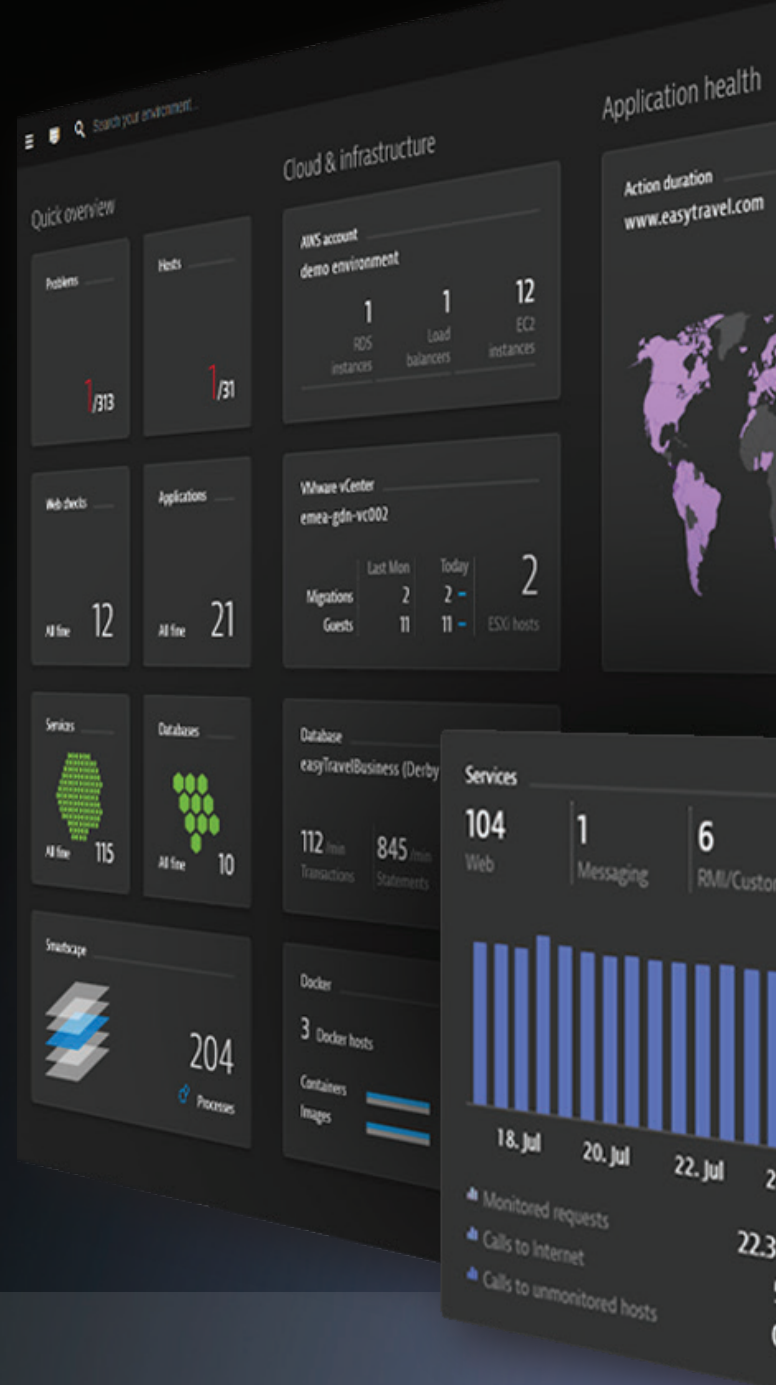 Search your environment...
Quick overview
Problems
1/313
Hosts
1/31
Web checks
All fine 12
Applications
All fine 21
Services
All fine 115
Databases
All fine 10
Smartscape
204
Processes
Cloud & infrastructure
AWS account
demo environment
1 1 12
RDS instances
Load balancers
EC2 instances
VMware vCenter
emea-gdn-vc002
Last Mon Today
Migrations 2 2
Guests 11 11
2
ESXi hosts
Database
easyTravelBusiness (Derby
112 /min
Transactions
845 /min
Statements
Docker
3 Docker hosts
Containers
Images
Application health
Action duration
www.easytravel.com
Services
104 1 6
Web Messaging RMI/Custom
18. Jul 20. Jul 22. Jul 2
Monitored requests 22.3
Calls to Internet
Calls to unmonitored hosts